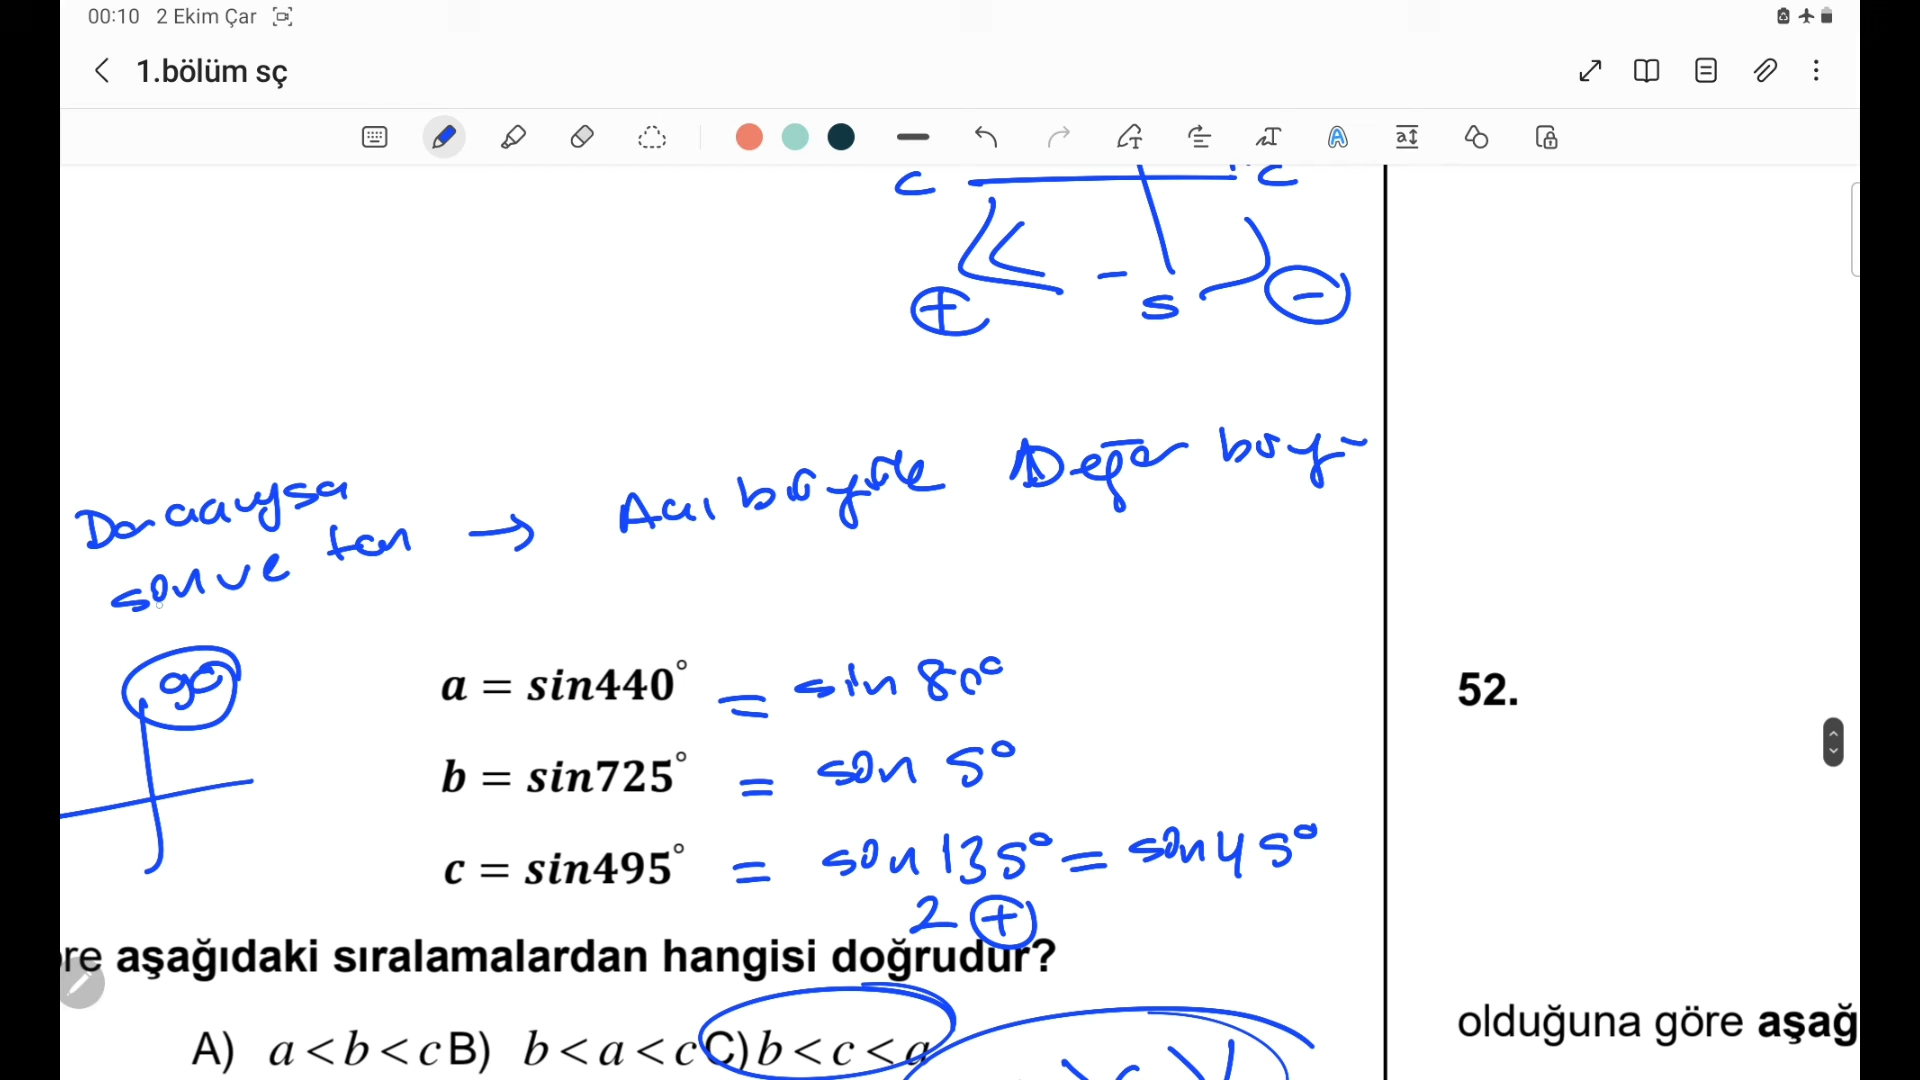 00:10 2 Ekim Çar
1.bölüm sç
c c
+ - s -
Dar açıysa
sin ve tan → Açı büyük Değer büy-
90
a = sin440° = sin 80°
b = sin725° = sin 5°
c = sin495° = sin 135° = sin 45°
2 +
re aşağıdaki sıralamalardan hangisi doğrudur?
A) a < b < c B) b < a < c C) b < c < a
52.
olduğuna göre aşağ